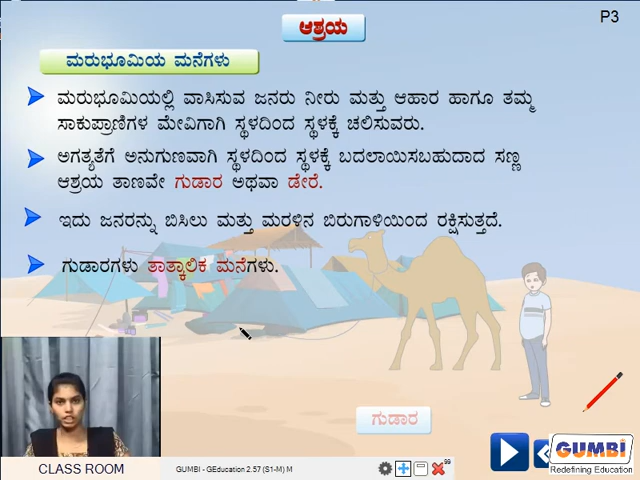 ಆಶ್ರಯ
P3
ಮರುಭೂಮಿಯ ಮನೆಗಳು
ಮರುಭೂಮಿಯಲ್ಲಿ ವಾಸಿಸುವ ಜನರು ನೀರು ಮತ್ತು ಆಹಾರ ಹಾಗೂ ತಮ್ಮ
ಸಾಕುಪ್ರಾಣಿಗಳ ಮೇವಿಗಾಗಿ ಸ್ಥಳದಿಂದ ಸ್ಥಳಕ್ಕೆ ಚಲಿಸುವರು.
ಅಗತ್ಯತೆಗೆ ಅನುಗುಣವಾಗಿ ಸ್ಥಳದಿಂದ ಸ್ಥಳಕ್ಕೆ ಬದಲಾಯಿಸಬಹುದಾದ ಸಣ್ಣ
ಆಶ್ರಯ ತಾಣವೇ ಗುಡಾರ ಅಥವಾ ಡೇರೆ.
ಇದು ಜನರನ್ನು ಬಿಸಿಲು ಮತ್ತು ಮರಳಿನ ಬಿರುಗಾಳಿಯಿಂದ ರಕ್ಷಿಸುತ್ತದೆ.
ಗುಡಾರಗಳು ತಾತ್ಕಾಲಿಕ ಮನೆಗಳು.
ಗುಡಾರ
CLASS ROOM
GUMBI - GEducation 2.57 (S1-M) M
99
GUMBI
Redefining Education